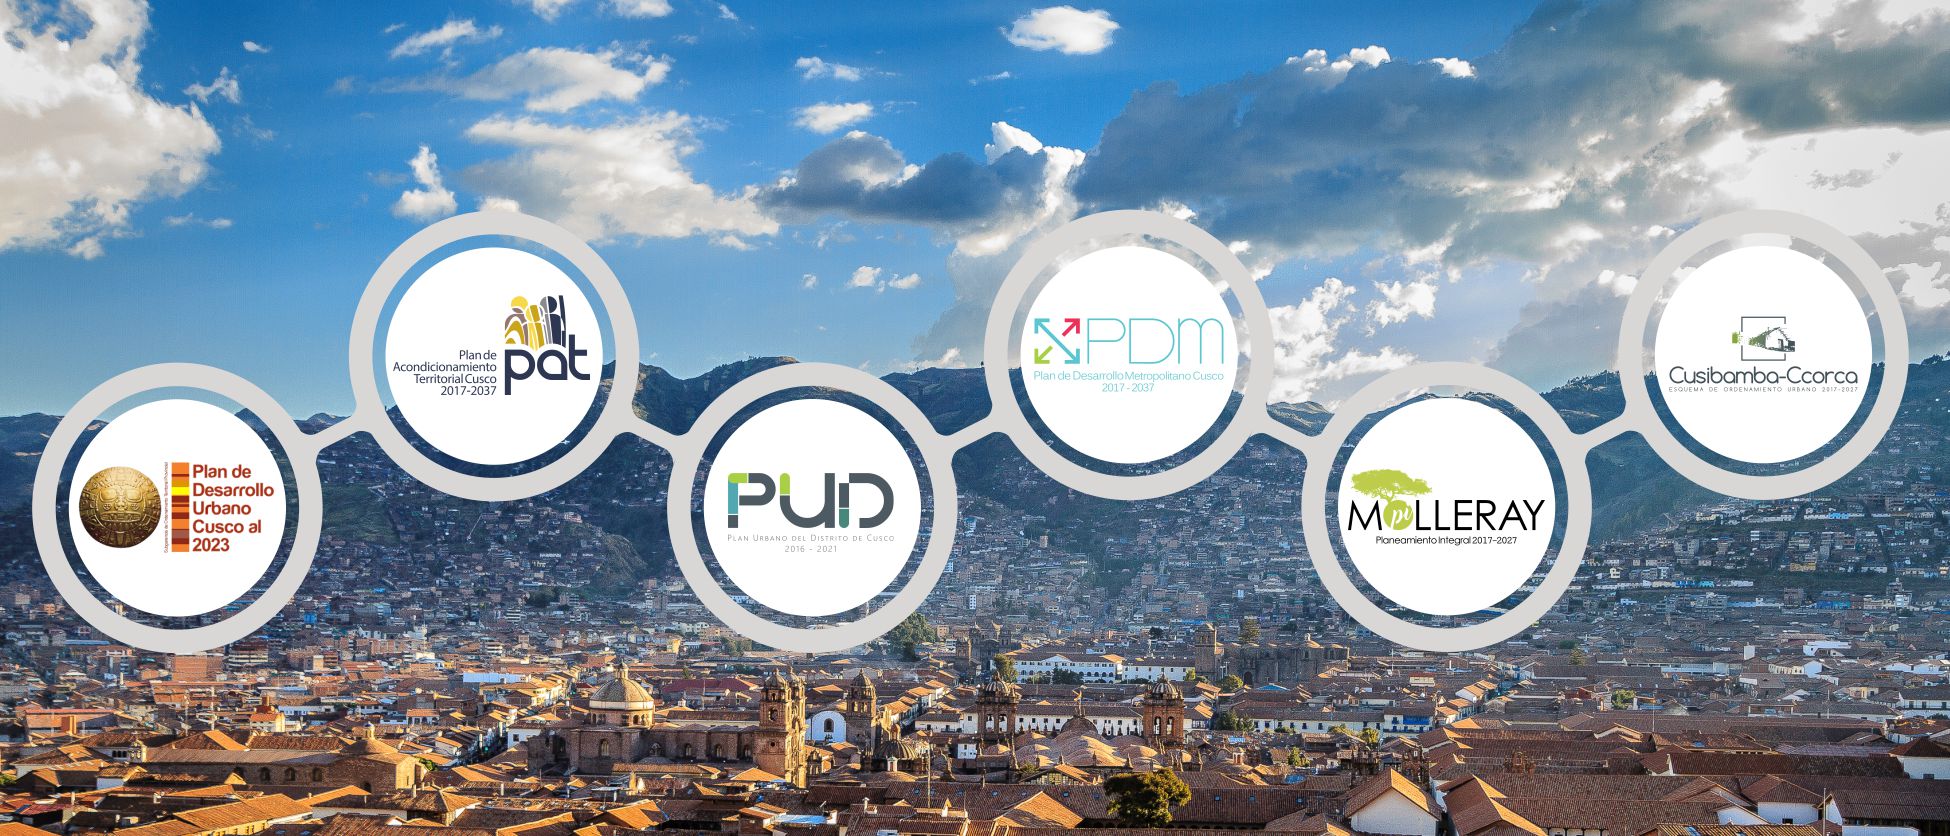 Plan de
Desarrollo
Urbano
Cusco al
2023
pat
Plan de
Acondicionamiento
Territorial Cusco
2017-2037
PUD
PLAN URBANO DEL DISTRITO DE CUSCO
2016 - 2021
PDM
Plan de Desarrollo Metropolitano Cusco
2017 - 2037
pi
MOLLERAY
Planeamiento Integral 2017-2027
Cusibamba-Ccorca
ESQUEMA DE ORDENAMIENTO URBANO 2017-2027